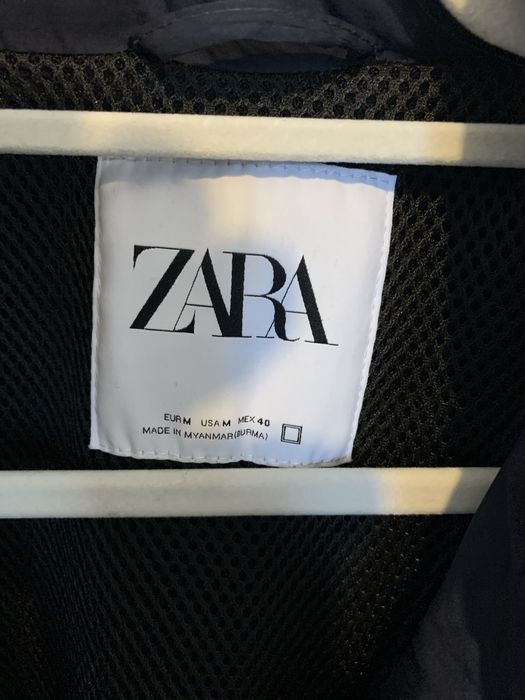 ZARA
EUR M USA M MEX 40
MADE IN MYANMAR(BURMA)